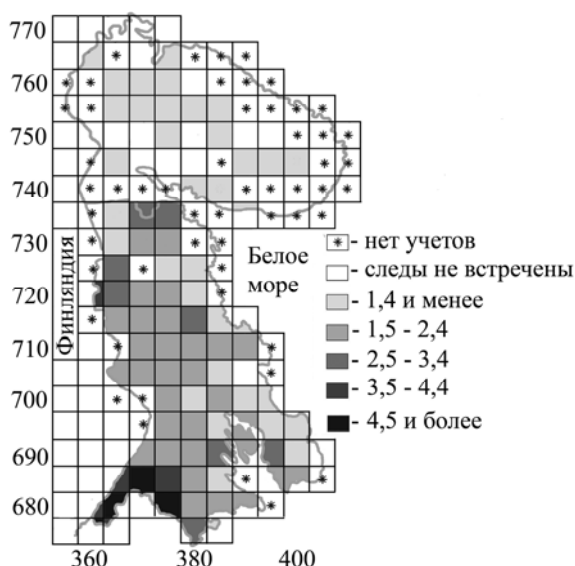 770
760
750
740
730
720
710
700
690
680
360 380 400
Финляндия
Белое
море
* - нет учетов
- следы не встречены
- 1,4 и менее
- 1,5 - 2,4
- 2,5 - 3,4
- 3,5 - 4,4
- 4,5 и более